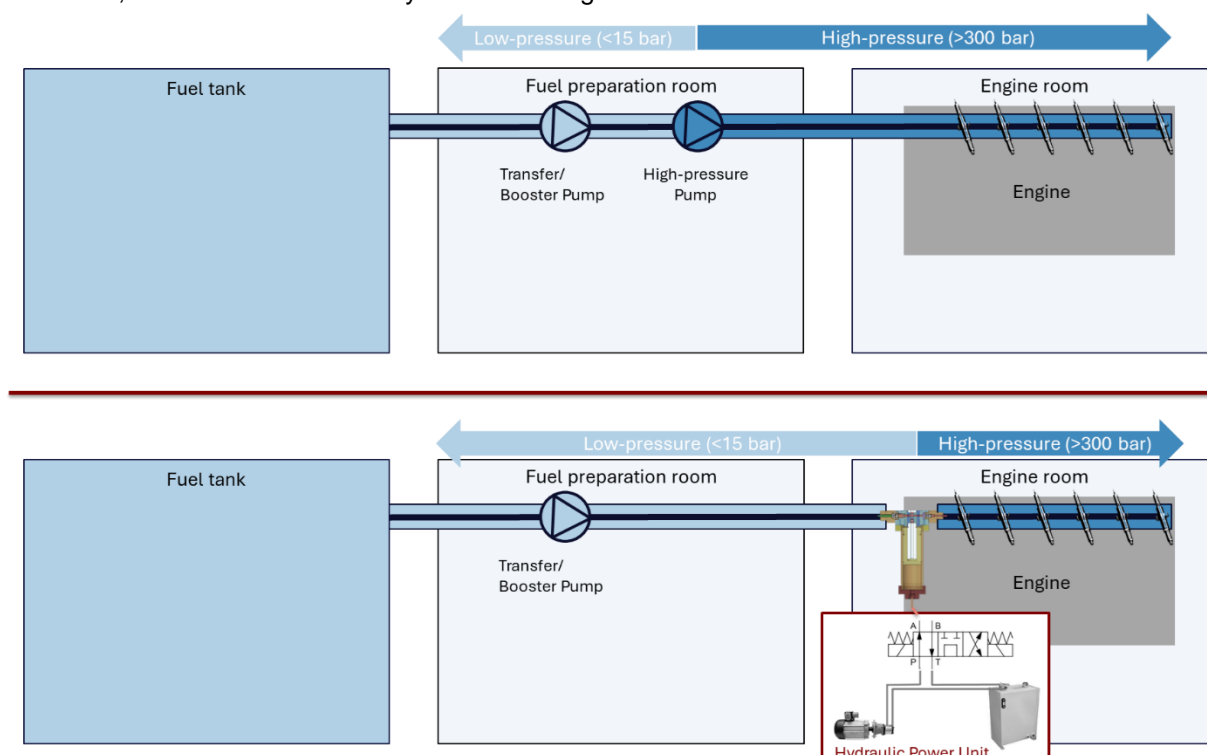 Low-pressure (<15 bar)
High-pressure (>300 bar)
Fuel tank
Fuel preparation room
Engine room
Transfer/
Booster Pump
High-pressure
Pump
Engine
Low-pressure (<15 bar)
High-pressure (>300 bar)
Fuel tank
Fuel preparation room
Engine room
Transfer/
Booster Pump
Engine
A B
P T
Hydraulic Power Unit